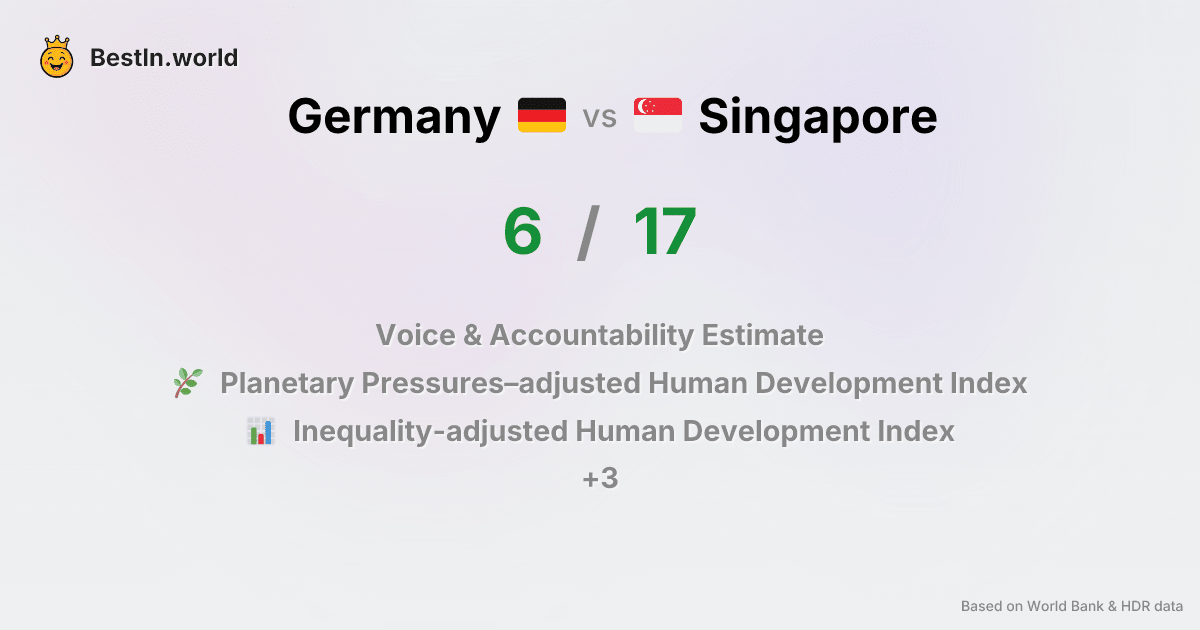 BestIn.world
Germany vs Singapore
6 / 17
Voice & Accountability Estimate
Planetary Pressures–adjusted Human Development Index
Inequality-adjusted Human Development Index
+3
Based on World Bank & HDR data